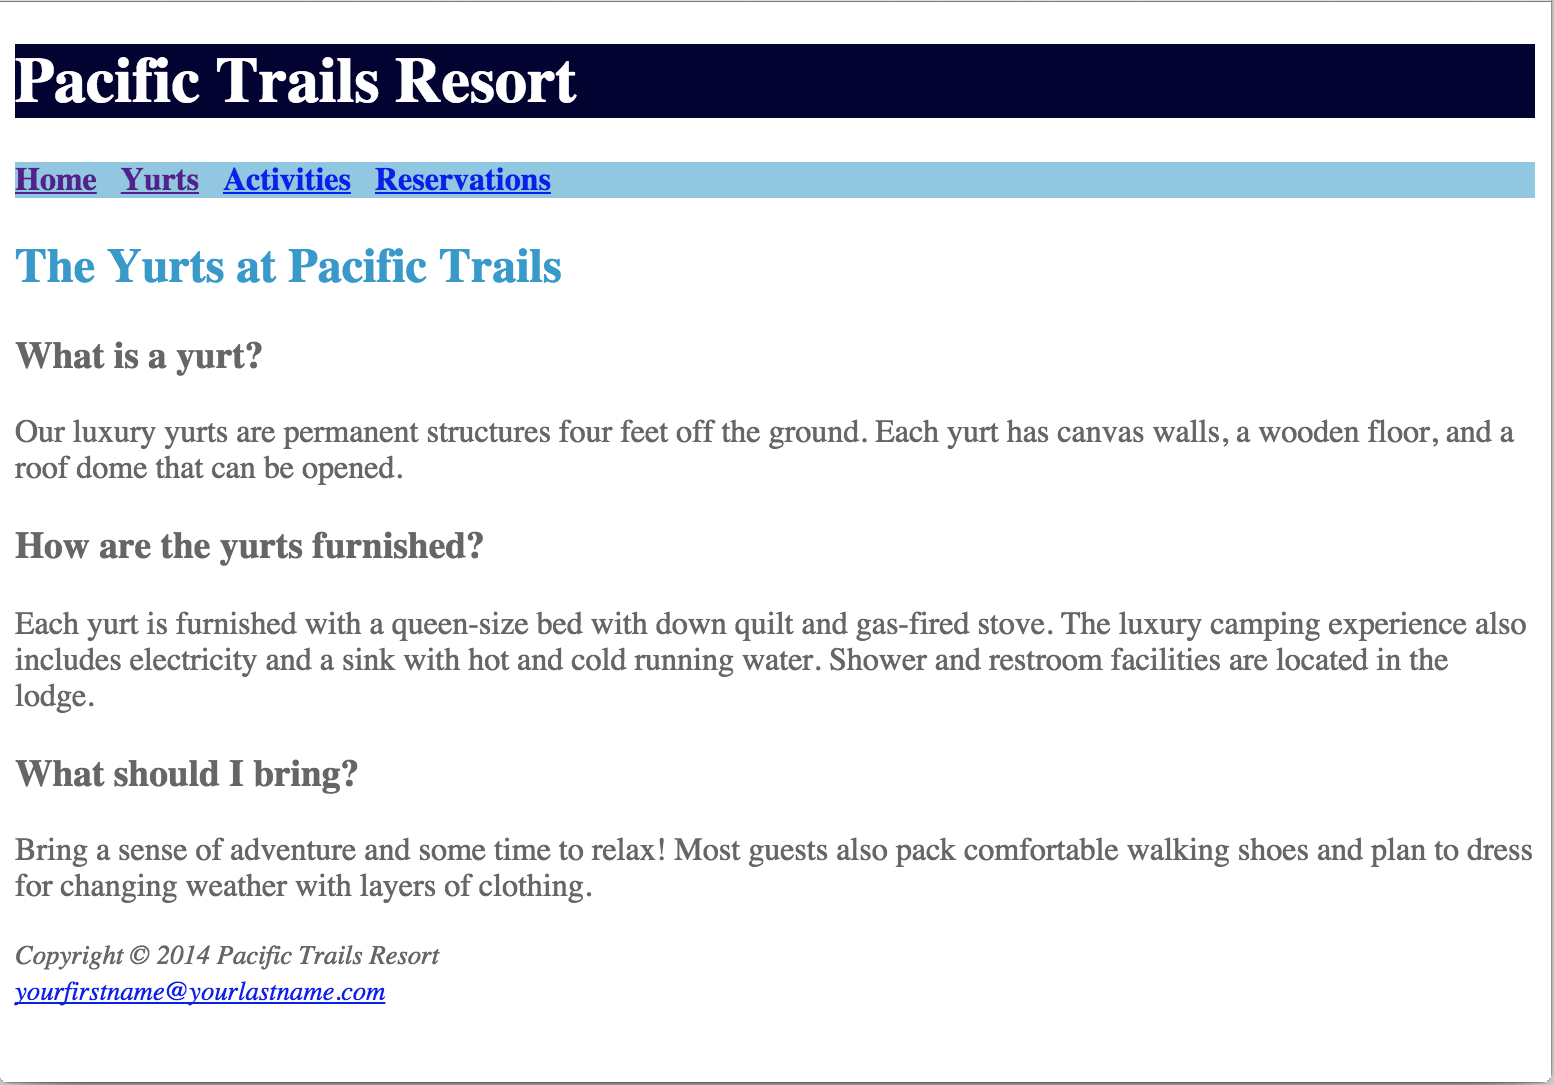 Pacific Trails Resort
Home Yurts Activities Reservations
The Yurts at Pacific Trails
What is a yurt?
Our luxury yurts are permanent structures four feet off the ground. Each yurt has canvas walls, a wooden floor, and a
roof dome that can be opened.
How are the yurts furnished?
Each yurt is furnished with a queen-size bed with down quilt and gas-fired stove. The luxury camping experience also
includes electricity and a sink with hot and cold running water. Shower and restroom facilities are located in the
lodge.
What should I bring?
Bring a sense of adventure and some time to relax! Most guests also pack comfortable walking shoes and plan to dress
for changing weather with layers of clothing.
Copyright © 2014 Pacific Trails Resort
yourfirstname@yourlastname.com